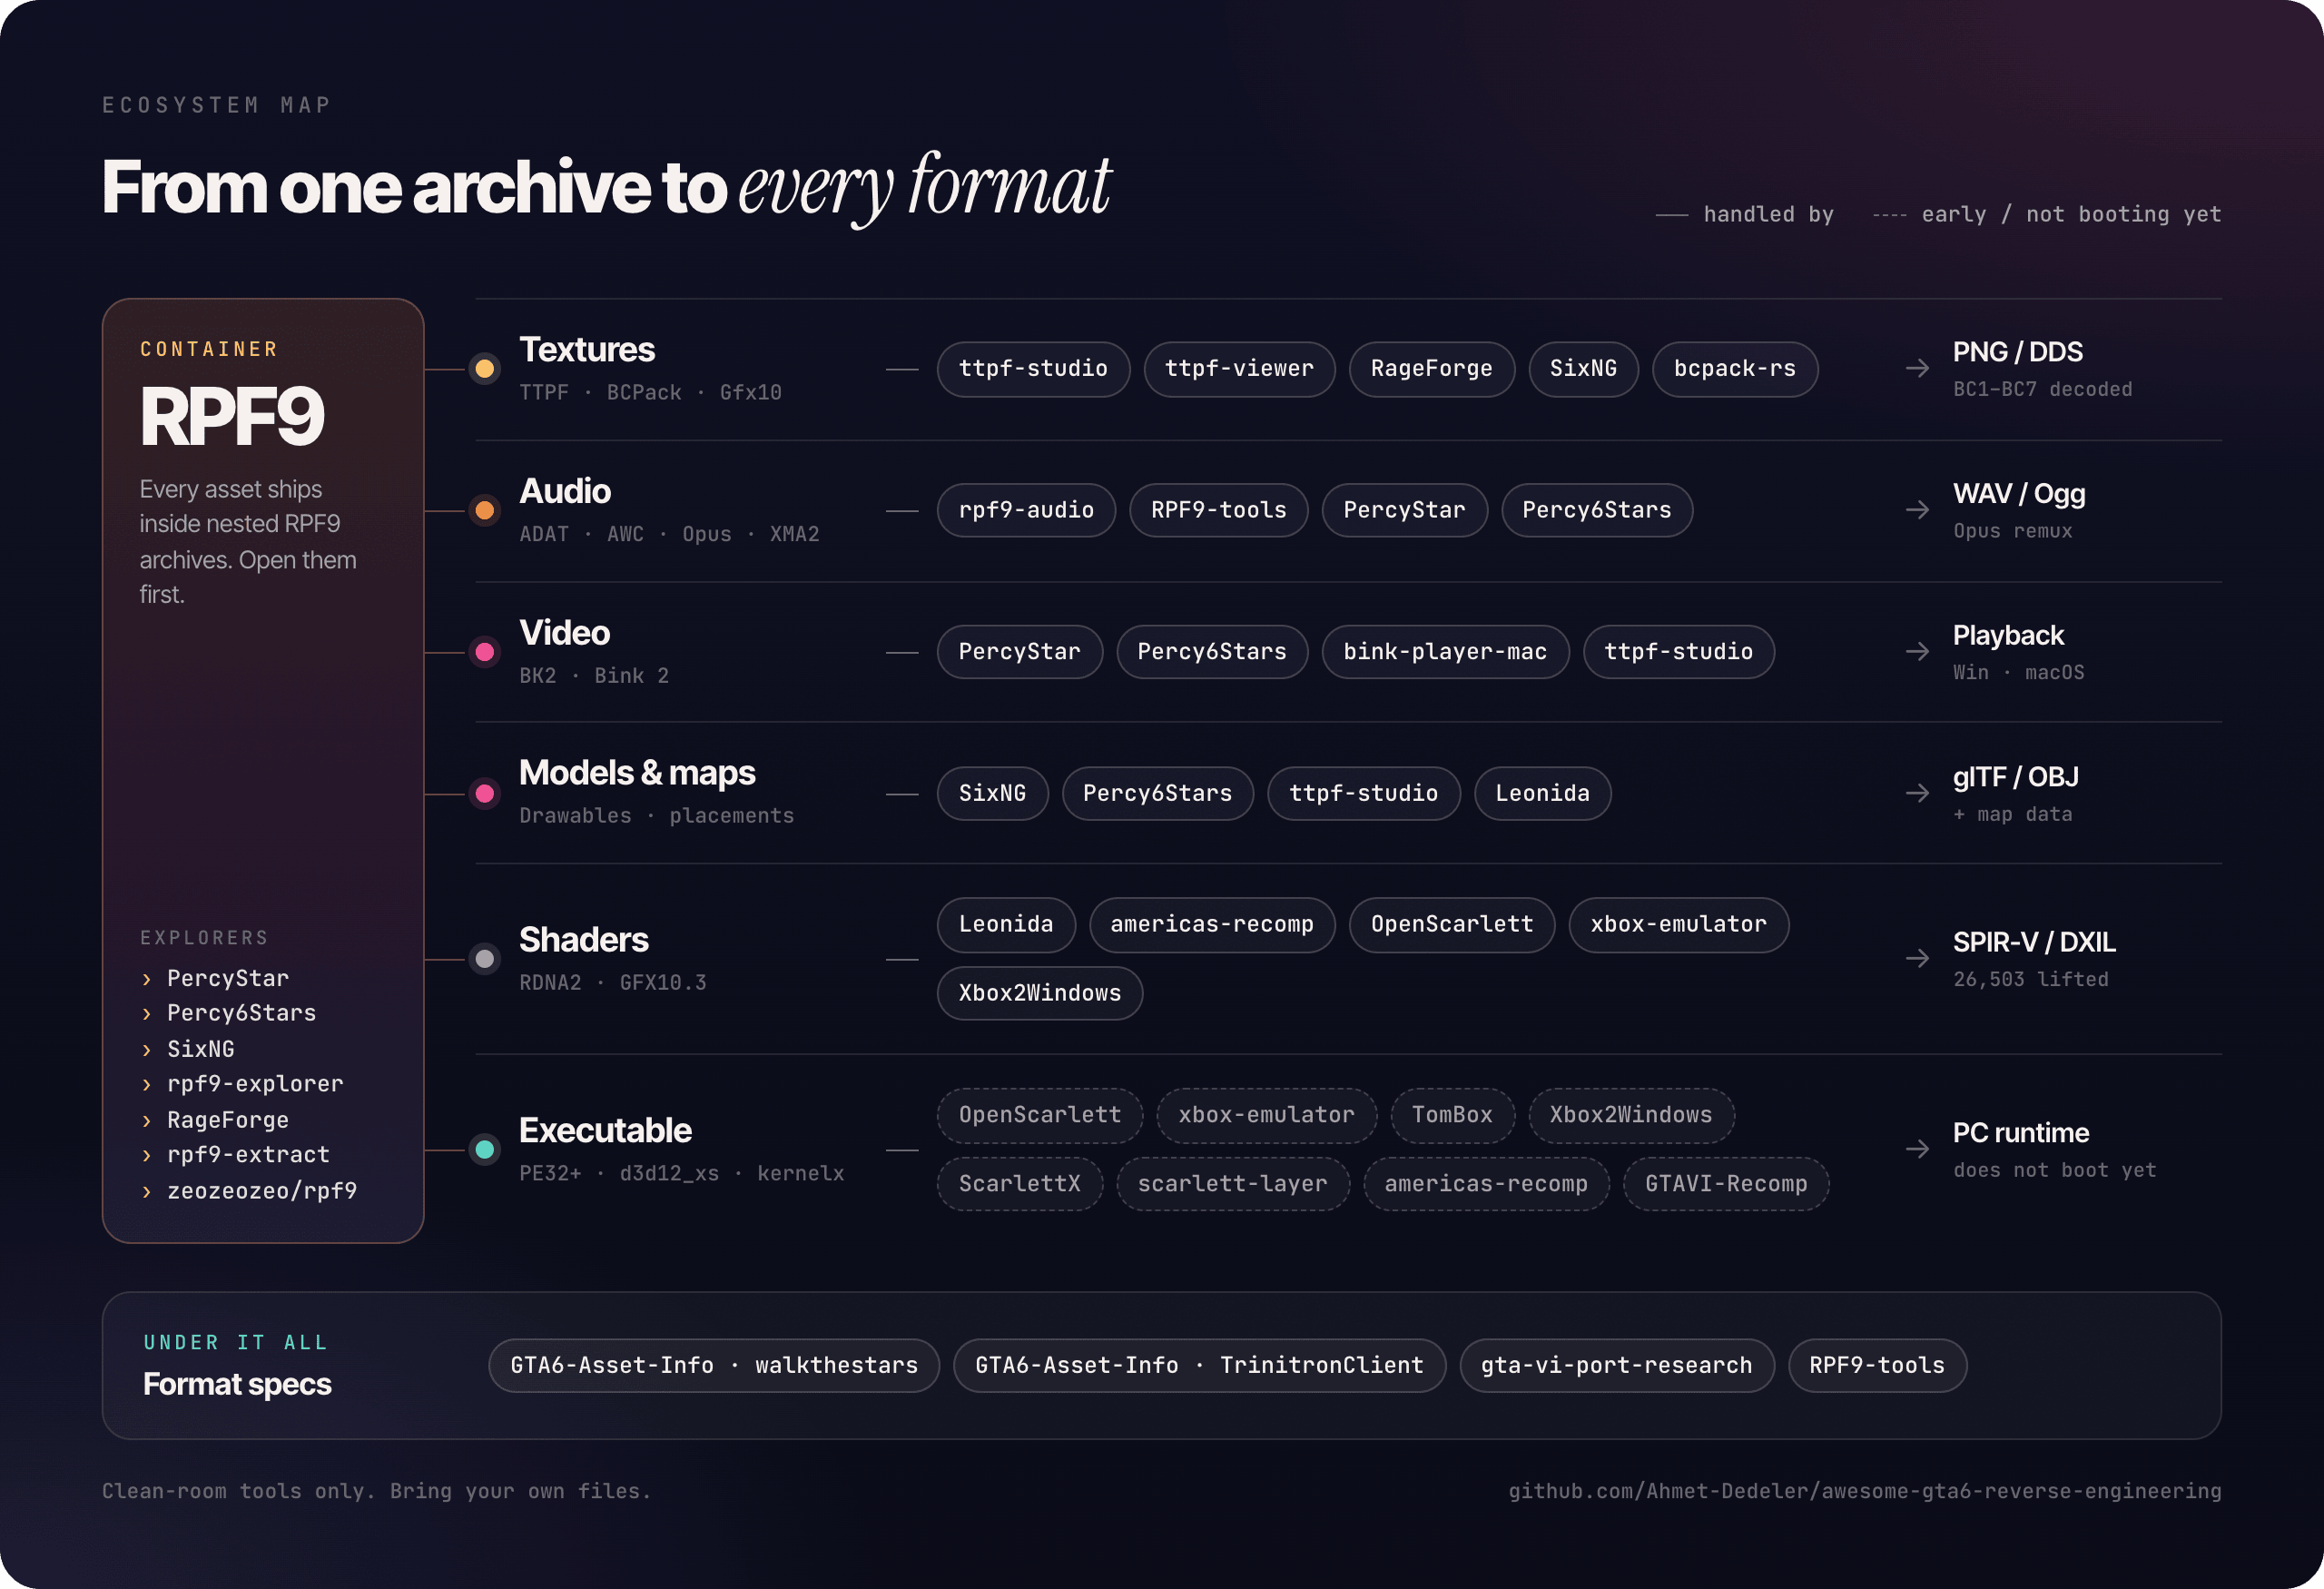 ECOSYSTEM MAP
From one archive to every format
handled by
early / not booting yet
CONTAINER
RPF9
Every asset ships
inside nested RPF9
archives. Open them
first.
EXPLORERS
› PercyStar
› Percy6Stars
› SixNG
› rpf9-explorer
› RageForge
› rpf9-extract
› zeozeozeo/rpf9
Textures
TTPF · BCPack · Gfx10
ttpf-studio ttpf-viewer RageForge SixNG bcpack-rs
→ PNG / DDS
BC1–BC7 decoded
Audio
ADAT · AWC · Opus · XMA2
rpf9-audio RPF9-tools PercyStar Percy6Stars
→ WAV / Ogg
Opus remux
Video
BK2 · Bink 2
PercyStar Percy6Stars bink-player-mac ttpf-studio
→ Playback
Win · macOS
Models & maps
Drawables · placements
SixNG Percy6Stars ttpf-studio Leonida
→ glTF / OBJ
+ map data
Shaders
RDNA2 · GFX10.3
Leonida americas-recomp OpenScarlett xbox-emulator
Xbox2Windows
→ SPIR-V / DXIL
26,503 lifted
Executable
PE32+ · d3d12_xs · kernelx
OpenScarlett xbox-emulator TomBox Xbox2Windows
ScarlettX scarlett-layer americas-recomp GTAVI-Recomp
→ PC runtime
does not boot yet
UNDER IT ALL
Format specs
GTA6-Asset-Info · walkthestars GTA6-Asset-Info · TrinitronClient gta-vi-port-research RPF9-tools
Clean-room tools only. Bring your own files.
github.com/Ahmet-Dedeler/awesome-gta6-reverse-engineering